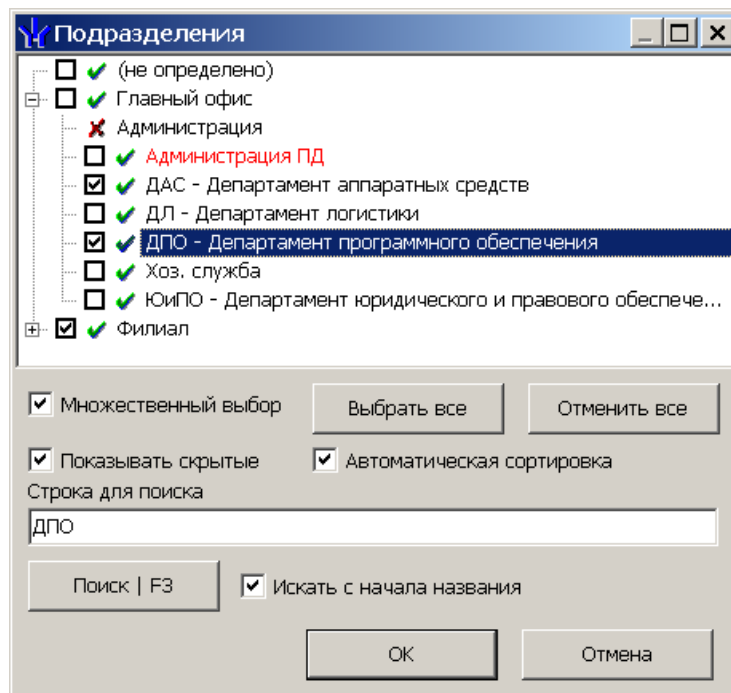 Подразделения
(не определено)
Главный офис
Администрация
Администрация ПД
ДАС - Департамент аппаратных средств
ДЛ - Департамент логистики
ДПО - Департамент программного обеспечения
Хоз. служба
ЮиПО - Департамент юридического и правового обеспече...
Филиал
Множественный выбор
Выбрать все
Отменить все
Показывать скрытые
Автоматическая сортировка
Строка для поиска
ДПО
Поиск | F3
Искать с начала названия
OK
Отмена